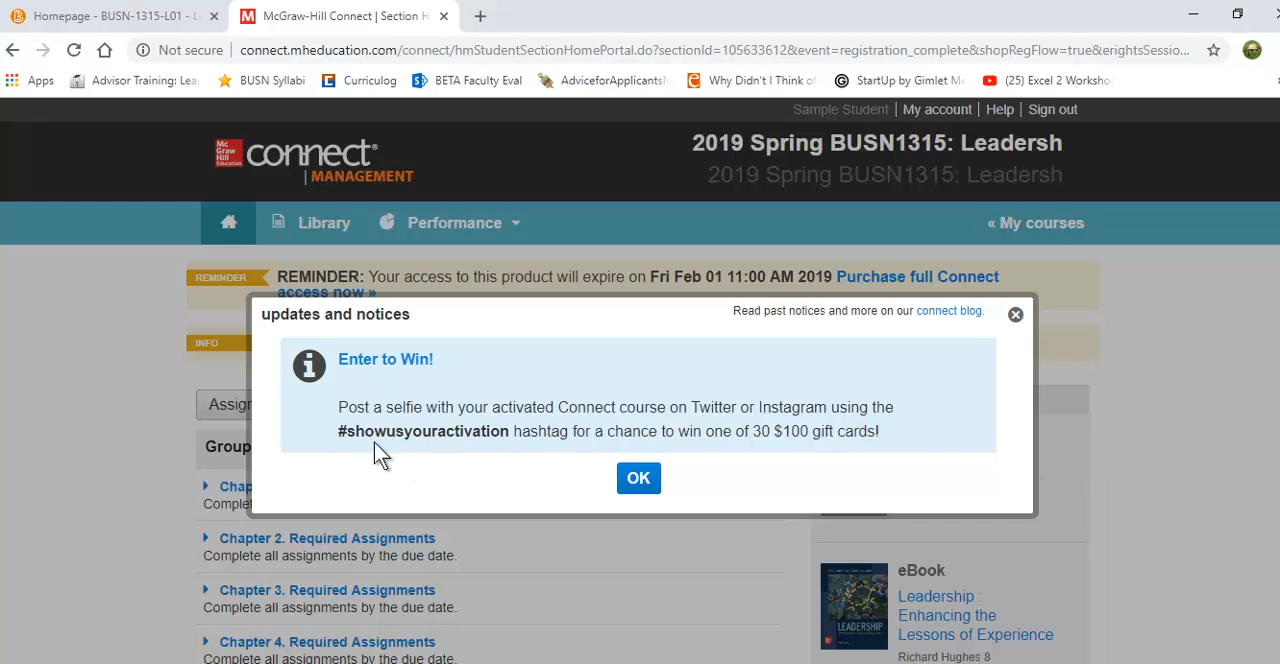 Homepage - BUSN-1315-L01 - L
McGraw-Hill Connect | Section H
Not secure
connect.mheducation.com/connect/hmStudentSectionHomePortal.do?sectionId=105633612&event=registration_complete&shopRegFlow=true&erightsSessio...
Apps
Advisor Training: Lea
BUSN Syllabi
Curriculog
BETA Faculty Eval
AdviceforApplicants
Why Didn't I Think of
StartUp by Gimlet Me
(25) Excel 2 Worksho
Sample Student | My account | Help | Sign out
Mc Graw Hill Education
connect®
| MANAGEMENT
2019 Spring BUSN1315: Leadersh
2019 Spring BUSN1315: Leadersh
Library
Performance
« My courses
REMINDER
REMINDER: Your access to this product will expire on Fri Feb 01 11:00 AM 2019 Purchase full Connect
access now »
updates and notices
Read past notices and more on our connect blog.
INFO
Enter to Win!
Post a selfie with your activated Connect course on Twitter or Instagram using the
#showusyouractivation hashtag for a chance to win one of 30 $100 gift cards!
OK
Assign
Group
Chap
Comple
Chapter 2. Required Assignments
Complete all assignments by the due date.
Chapter 3. Required Assignments
Complete all assignments by the due date.
Chapter 4. Required Assignments
Complete all assignments by the due date.
LEADERSHIP
eBook
Leadership :
Enhancing the
Lessons of Experience
Richard Hughes 8